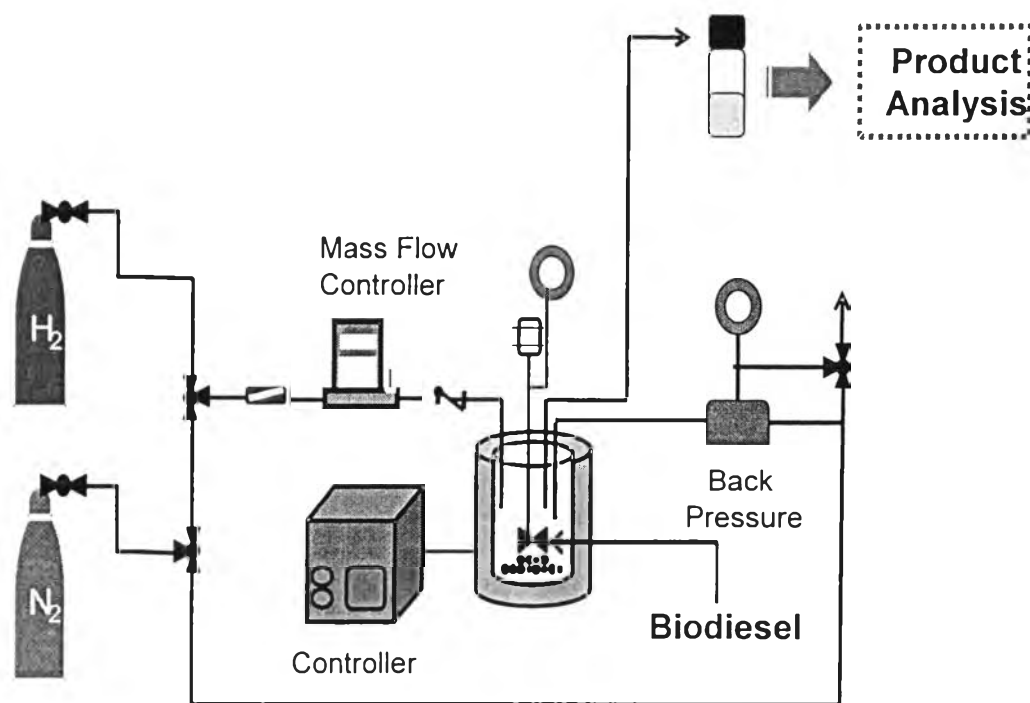 Product
Analysis
Mass Flow
Controller
H2
N2
Back
Pressure
Biodiesel
Controller